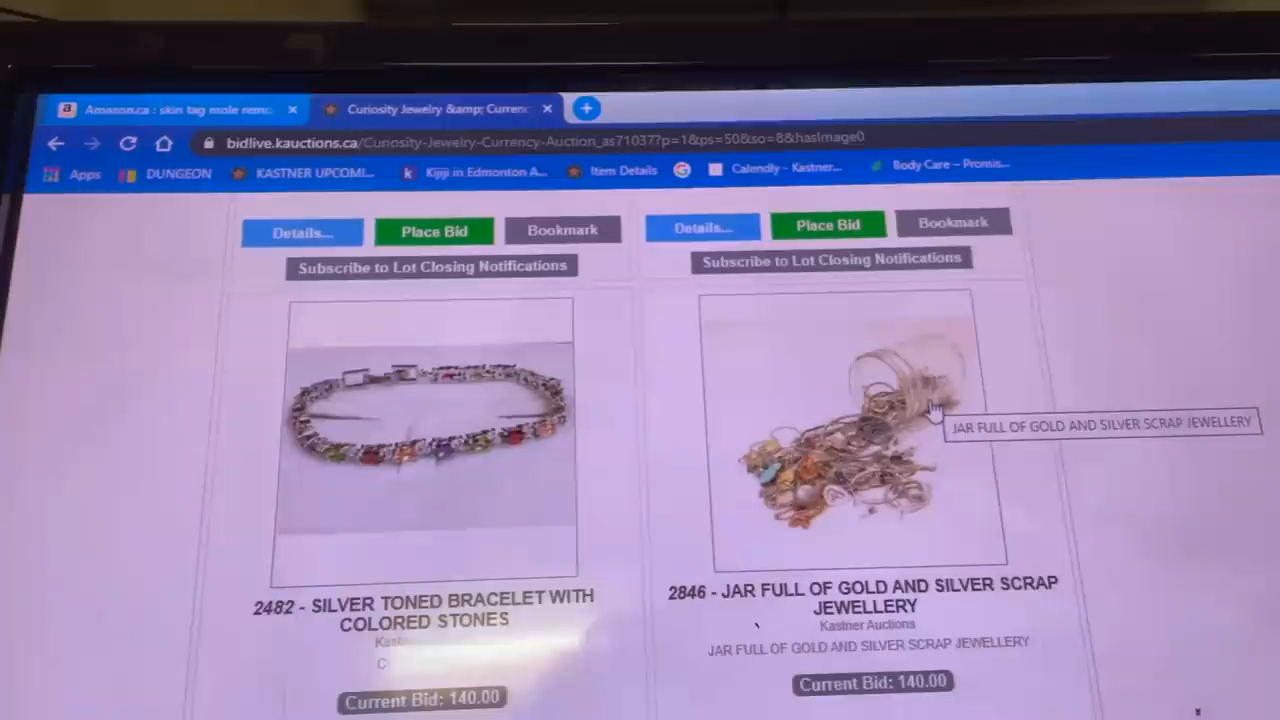 Amazon.ca : skin tag mole remo
Curiosity Jewelry &amp; Currenc
bidlive.kauctions.ca/Curiosity-Jewelry-Currency-Auction_as71037?p=1&ps=50&so=8&hasImage0
Apps
DUNGEON
KASTNER UPCOMI...
Kijiji in Edmonton A...
Item Details
Calendly – Kastner...
Body Care – Promis...
Details...
Place Bid
Bookmark
Details...
Place Bid
Bookmark
Subscribe to Lot Closing Notifications
Subscribe to Lot Closing Notifications
JAR FULL OF GOLD AND SILVER SCRAP JEWELLERY
2482 - SILVER TONED BRACELET WITH
COLORED STONES
Current Bid: 140.00
2846 - JAR FULL OF GOLD AND SILVER SCRAP
JEWELLERY
Kastner Auctions
JAR FULL OF GOLD AND SILVER SCRAP JEWELLERY
Current Bid: 140.00